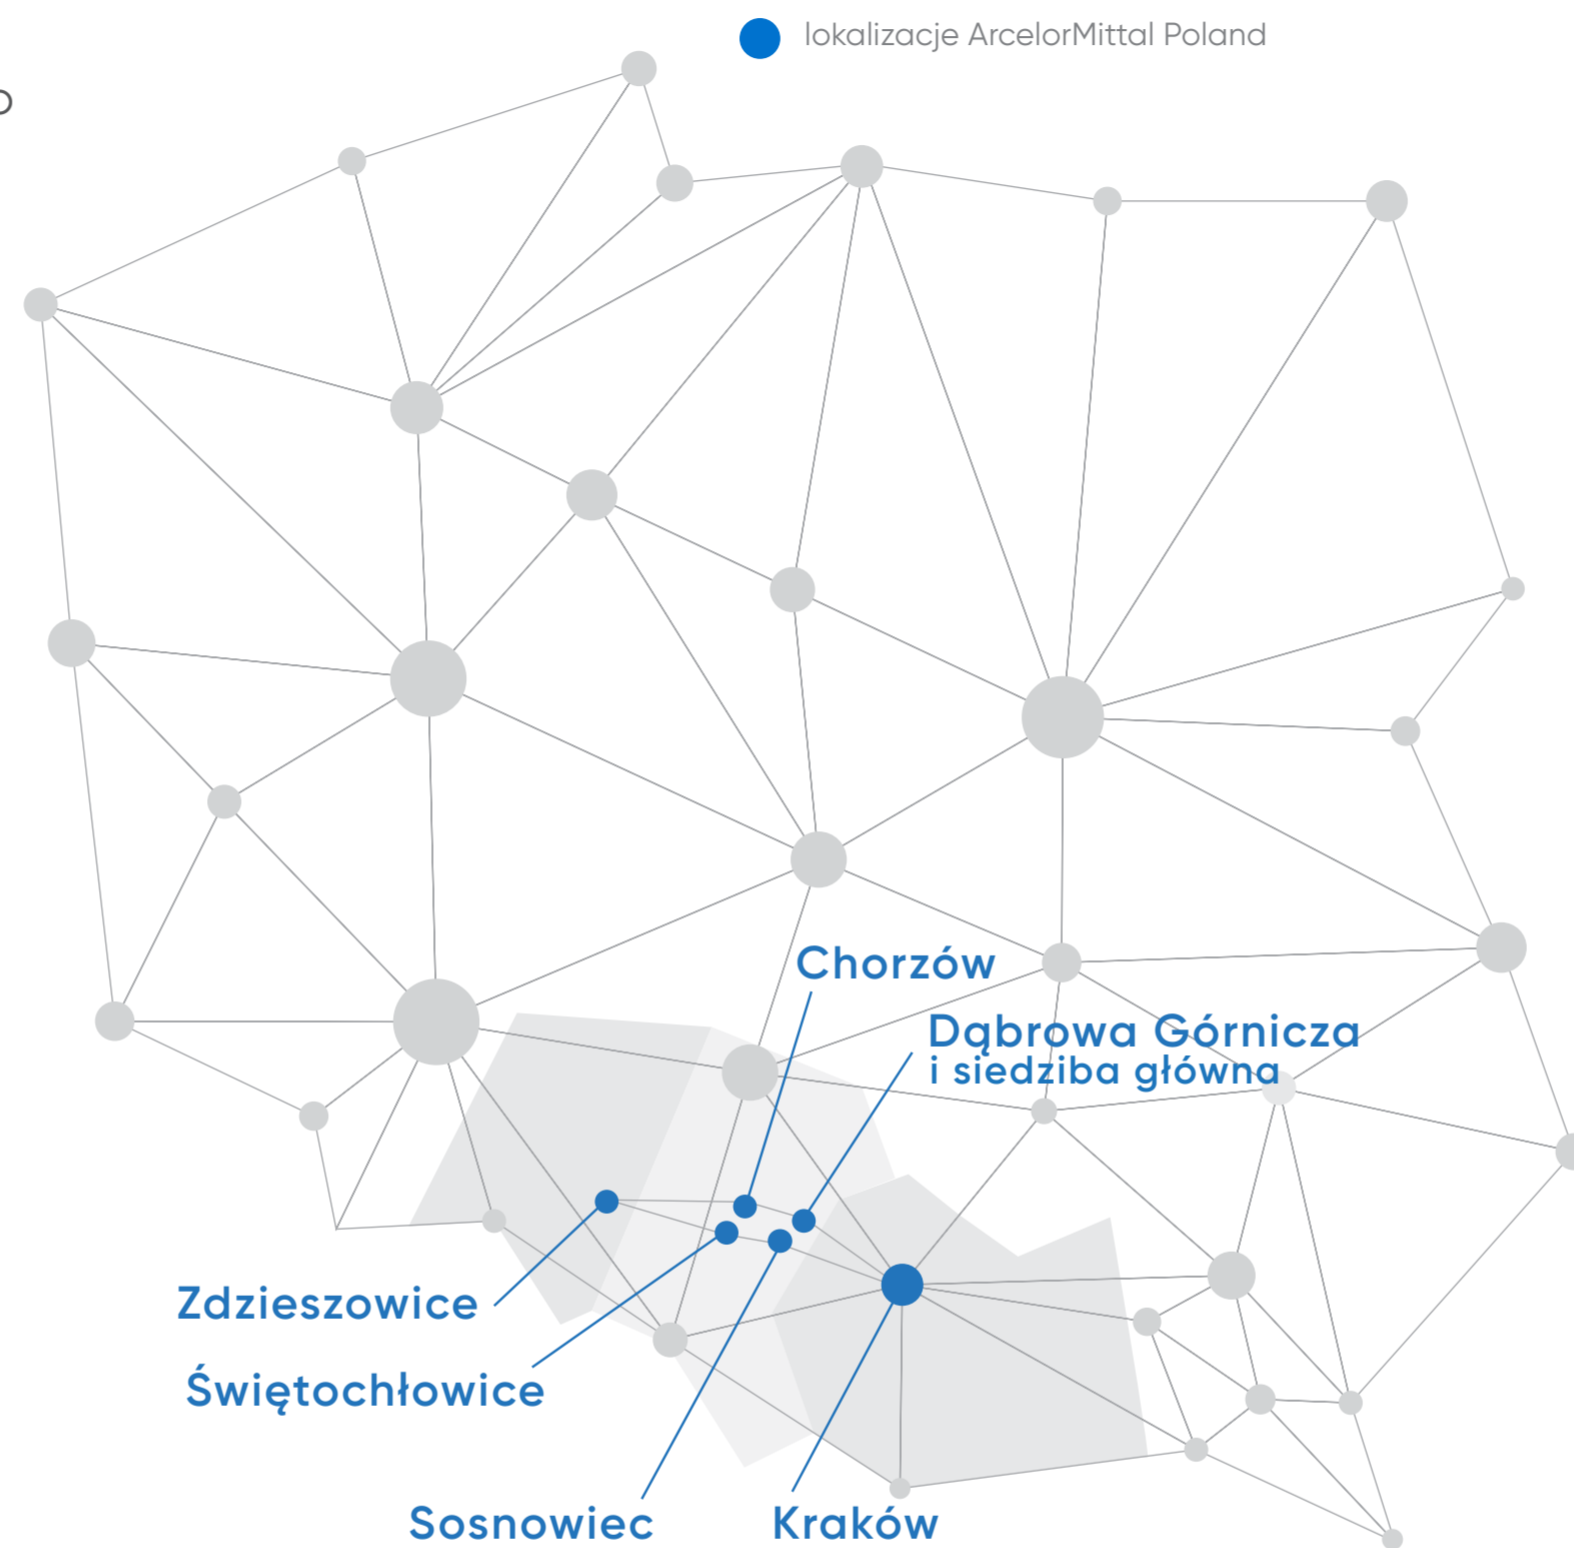 lokalizacje ArcelorMittal Poland
Chorzów
Dąbrowa Górnicza
i siedziba główna
Zdzieszowice
Świętochłowice
Sosnowiec
Kraków